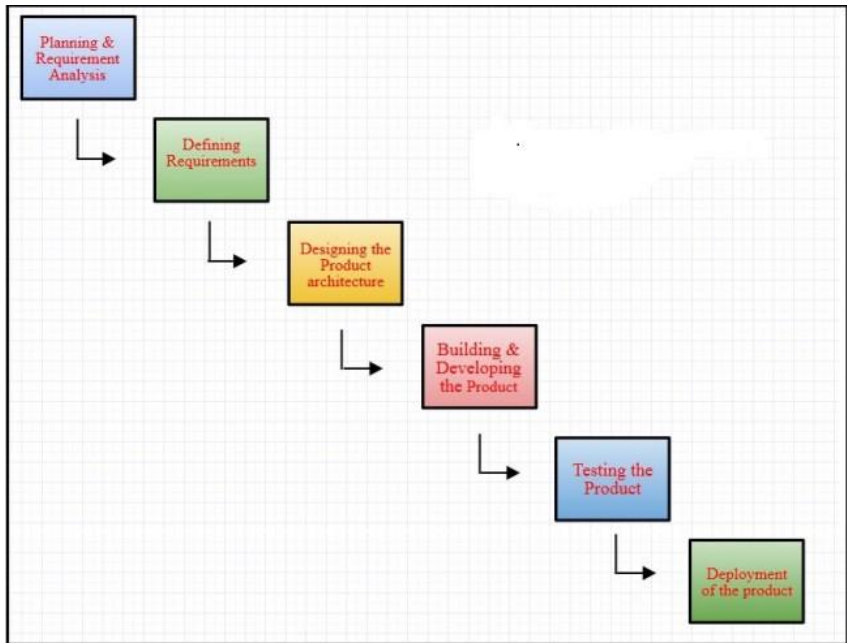 Planning &
Requirement
Analysis
Defining
Requirements
Designing the
Product
architecture
Building &
Developing
the Product
Testing the
Product
Deployment
of the product